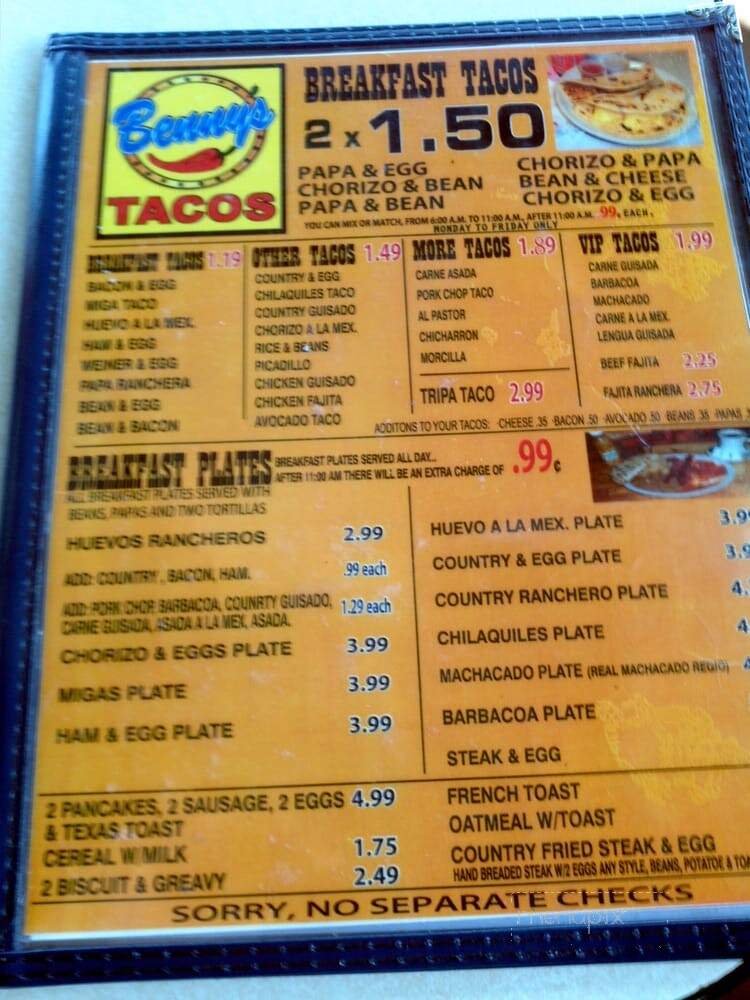 Benny's
TACOS
BREAKFAST TACOS
2 x 1.50
PAPA & EGG
CHORIZO & BEAN
PAPA & BEAN
CHORIZO & PAPA
BEAN & CHEESE
CHORIZO & EGG
YOU CAN MIX OR MATCH, FROM 6:00 A.M. TO 11:00 A.M., AFTER 11:00 A.M. .99, EACH.
MONDAY TO FRIDAY ONLY
BREAKFAST TACOS 1.19
BACON & EGG
MIGA TACO
HUEVO A LA MEX.
HAM & EGG
WEINER & EGG
PAPA RANCHERA
BEAN & EGG
BEAN & BACON
OTHER TACOS 1.49
COUNTRY & EGG
CHILAQUILES TACO
COUNTRY GUISADO
CHORIZO A LA MEX.
RICE & BEANS
PICADILLO
CHICKEN GUISADO
CHICKEN FAJITA
AVOCADO TACO
MORE TACOS 1.89
CARNE ASADA
PORK CHOP TACO
AL PASTOR
CHICHARRON
MORCILLA
TRIPA TACO 2.99
VIP TACOS 1.99
CARNE GUISADA
BARBACOA
MACHACADO
CARNE A LA MEX.
LENGUA GUISADA
BEEF FAJITA 2.25
FAJITA RANCHERA 2.75
ADDITONS TO YOUR TACOS: -CHEESE .35 -BACON .50 -AVOCADO .50 -BEANS .35 -PAPAS
BREAKFAST PLATES
BREAKFAST PLATES SERVED ALL DAY...
AFTER 11:00 AM THERE WILL BE AN EXTRA CHARGE OF .99¢
ALL BREAKFAST PLATES SERVED WITH
BEANS, PAPAS AND TWO TORTILLAS
HUEVOS RANCHEROS 2.99
ADD: COUNTRY, BACON, HAM. .99 each
ADD: PORK CHOP, BARBACOA, COUNRTY GUISADO, 1.29 each
CARNE GUISADA, ASADA A LA MEX, ASADA.
CHORIZO & EGGS PLATE 3.99
MIGAS PLATE 3.99
HAM & EGG PLATE 3.99
HUEVO A LA MEX. PLATE 3.9
COUNTRY & EGG PLATE 3.9
COUNTRY RANCHERO PLATE 4.
CHILAQUILES PLATE 4
MACHACADO PLATE (REAL MACHACADO REGIO) 4
BARBACOA PLATE
STEAK & EGG
2 PANCAKES, 2 SAUSAGE, 2 EGGS 4.99
& TEXAS TOAST
CEREAL W/MILK 1.75
2 BISCUIT & GREAVY 2.49
FRENCH TOAST
OATMEAL W/TOAST
COUNTRY FRIED STEAK & EGG
HAND BREADED STEAK W/2 EGGS ANY STYLE, BEANS, POTATOE & TOA
SORRY, NO SEPARATE CHECKS
menupix